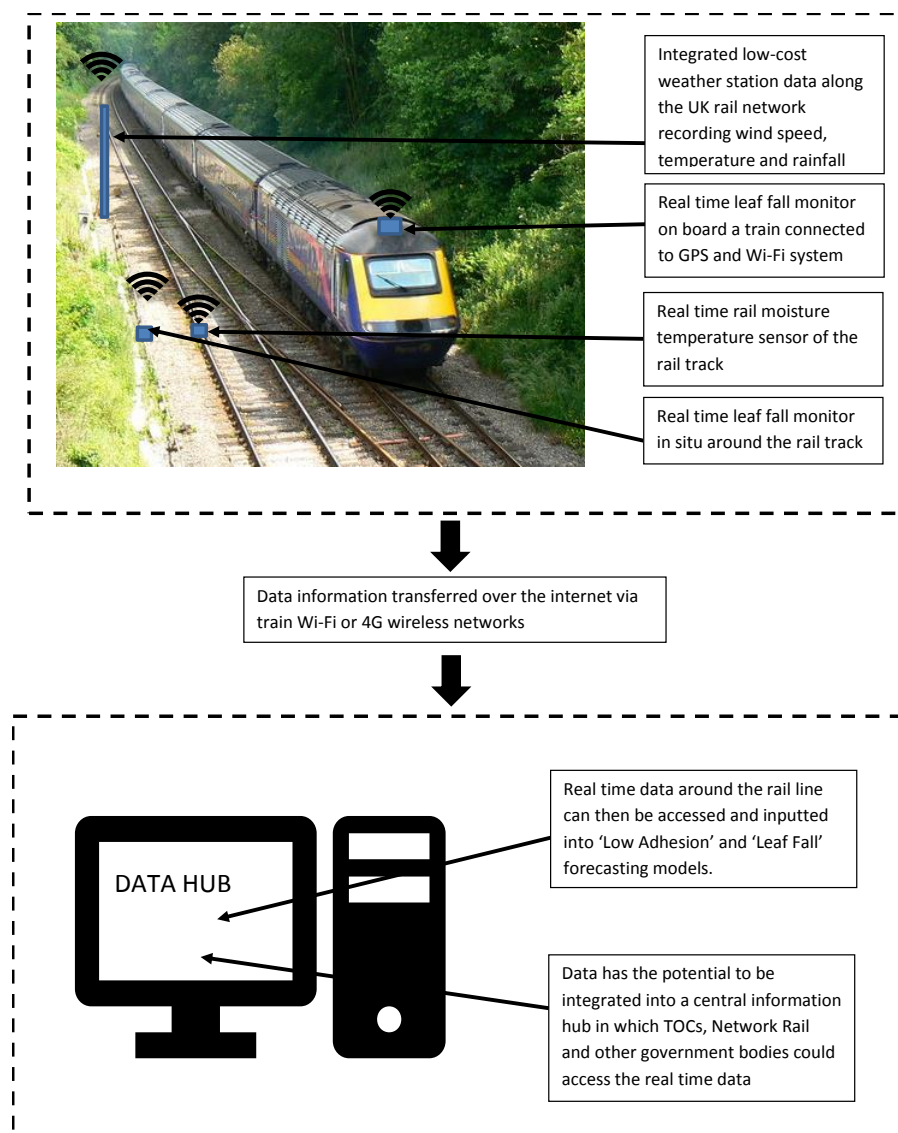 Integrated low-cost
weather station data along
the UK rail network
recording wind speed,
temperature and rainfall
Real time leaf fall monitor
on board a train connected
to GPS and Wi-Fi system
Real time rail moisture
temperature sensor of the
rail track
Real time leaf fall monitor
in situ around the rail track
Data information transferred over the internet via
train Wi-Fi or 4G wireless networks
Real time data around the rail line
can then be accessed and inputted
into ‘Low Adhesion’ and ‘Leaf Fall’
forecasting models.
DATA HUB
Data has the potential to be
integrated into a central information
hub in which TOCs, Network Rail
and other government bodies could
access the real time data